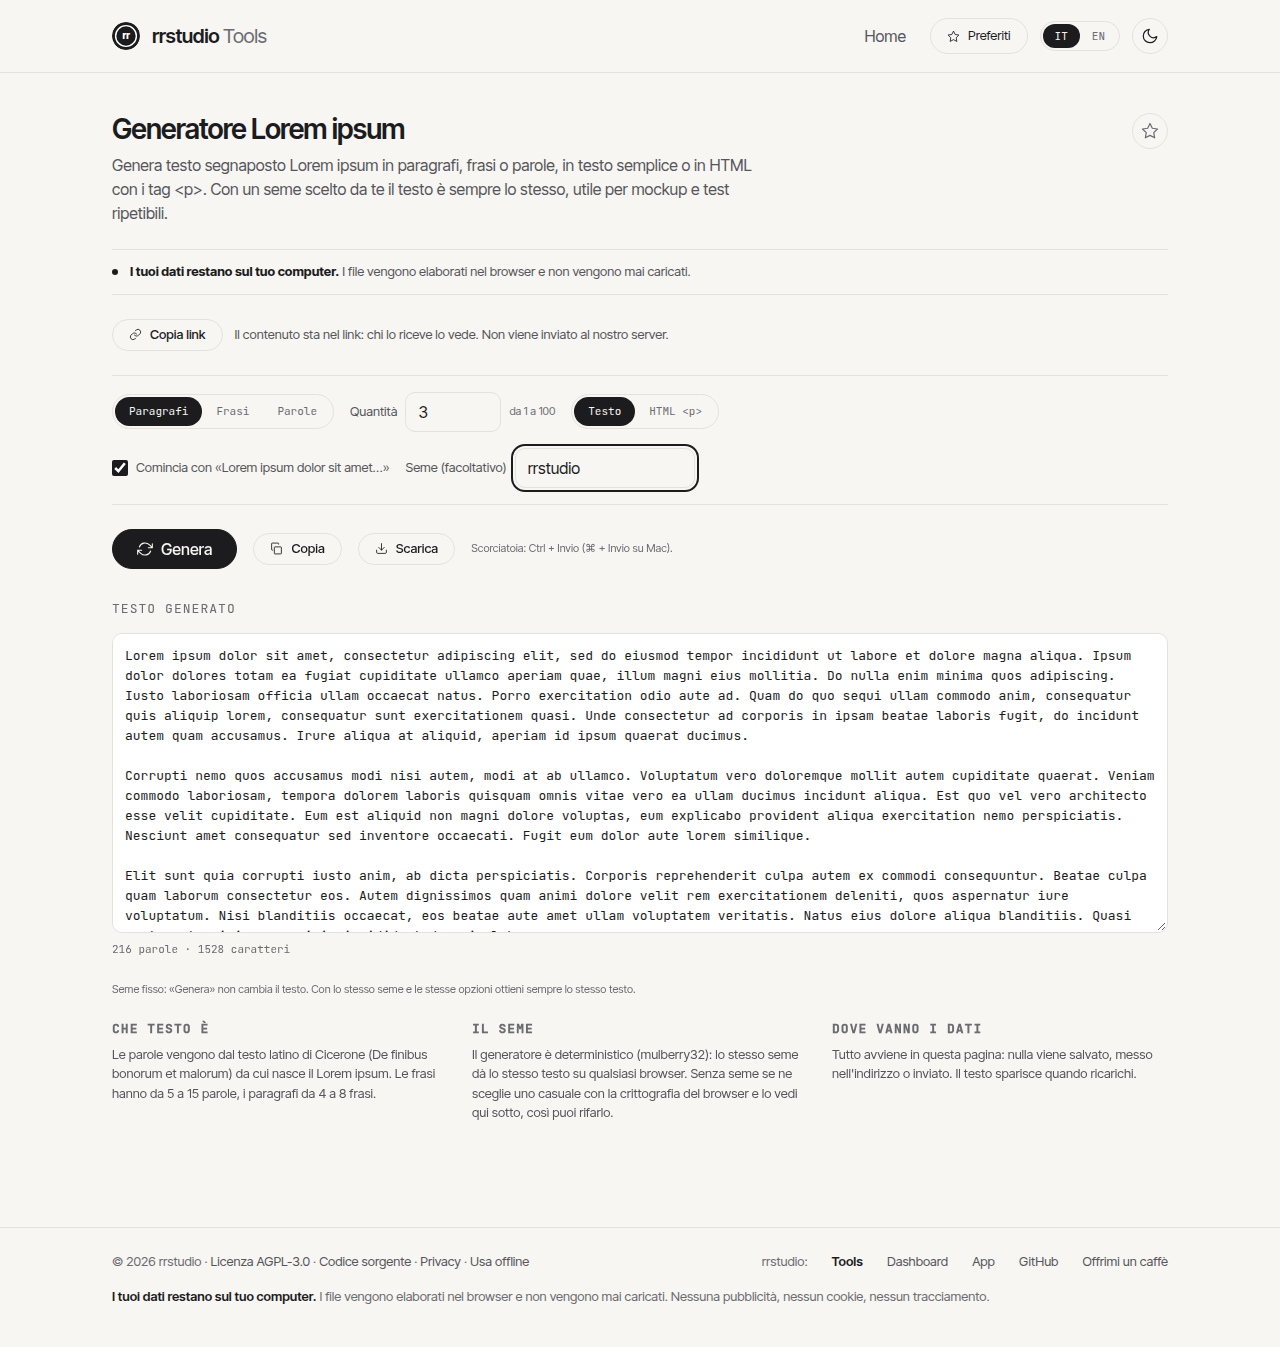 rr rrstudio Tools
Home
Preferiti
IT EN
Generatore Lorem ipsum
Genera testo segnaposto Lorem ipsum in paragrafi, frasi o parole, in testo semplice o in HTML
con i tag <p>. Con un seme scelto da te il testo è sempre lo stesso, utile per mockup e test
ripetibili.
I tuoi dati restano sul tuo computer. I file vengono elaborati nel browser e non vengono mai caricati.
Copia link Il contenuto sta nel link: chi lo riceve lo vede. Non viene inviato al nostro server.
Paragrafi Frasi Parole Quantità 3 da 1 a 100 Testo HTML <p>
Comincia con «Lorem ipsum dolor sit amet…» Seme (facoltativo) rrstudio
Genera Copia Scarica Scorciatoia: Ctrl + Invio (⌘ + Invio su Mac).
TESTO GENERATO
Lorem ipsum dolor sit amet, consectetur adipiscing elit, sed do eiusmod tempor incididunt ut labore et dolore magna aliqua. Ipsum
dolor dolores totam ea fugiat cupiditate ullamco aperiam quae, illum magni eius mollitia. Do nulla enim minima quos adipiscing.
Iusto laboriosam officia ullam occaecat natus. Porro exercitation odio aute ad. Quam do quo sequi ullam commodo anim, consequatur
quis aliquip lorem, consequatur sunt exercitationem quasi. Unde consectetur ad corporis in ipsam beatae laboris fugit, do incidunt
autem quam accusamus. Irure aliqua at aliquid, aperiam id ipsum quaerat ducimus.
Corrupti nemo quos accusamus modi nisi autem, modi at ab ullamco. Voluptatum vero doloremque mollit autem cupiditate quaerat. Veniam
commodo laboriosam, tempora dolorem laboris quisquam omnis vitae vero ea ullam ducimus incidunt aliqua. Est quo vel vero architecto
esse velit cupiditate. Eum est aliquid non magni dolore voluptas, eum explicabo provident aliqua exercitation nemo perspiciatis.
Nesciunt amet consequatur sed inventore occaecati. Fugit eum dolor aute lorem similique.
Elit sunt quia corrupti iusto anim, ab dicta perspiciatis. Corporis reprehenderit culpa autem ex commodi consequuntur. Beatae culpa
quam laborum consectetur eos. Autem dignissimos quam animi dolore velit rem exercitationem deleniti, quos aspernatur iure
voluptatum. Nisi blanditiis occaecat, eos beatae aute amet ullam voluptatem veritatis. Natus eius dolore aliqua blanditiis. Quasi
216 parole · 1528 caratteri
Seme fisso: «Genera» non cambia il testo. Con lo stesso seme e le stesse opzioni ottieni sempre lo stesso testo.
CHE TESTO È
Le parole vengono dal testo latino di Cicerone (De finibus
bonorum et malorum) da cui nasce il Lorem ipsum. Le frasi
hanno da 5 a 15 parole, i paragrafi da 4 a 8 frasi.
IL SEME
Il generatore è deterministico (mulberry32): lo stesso seme
dà lo stesso testo su qualsiasi browser. Senza seme se ne
sceglie uno casuale con la crittografia del browser e lo vedi
qui sotto, così puoi rifarlo.
DOVE VANNO I DATI
Tutto avviene in questa pagina: nulla viene salvato, messo
nell'indirizzo o inviato. Il testo sparisce quando ricarichi.
© 2026 rrstudio · Licenza AGPL-3.0 · Codice sorgente · Privacy · Usa offline
rrstudio: Tools Dashboard App GitHub Offrimi un caffè
I tuoi dati restano sul tuo computer. I file vengono elaborati nel browser e non vengono mai caricati. Nessuna pubblicità, nessun cookie, nessun tracciamento.